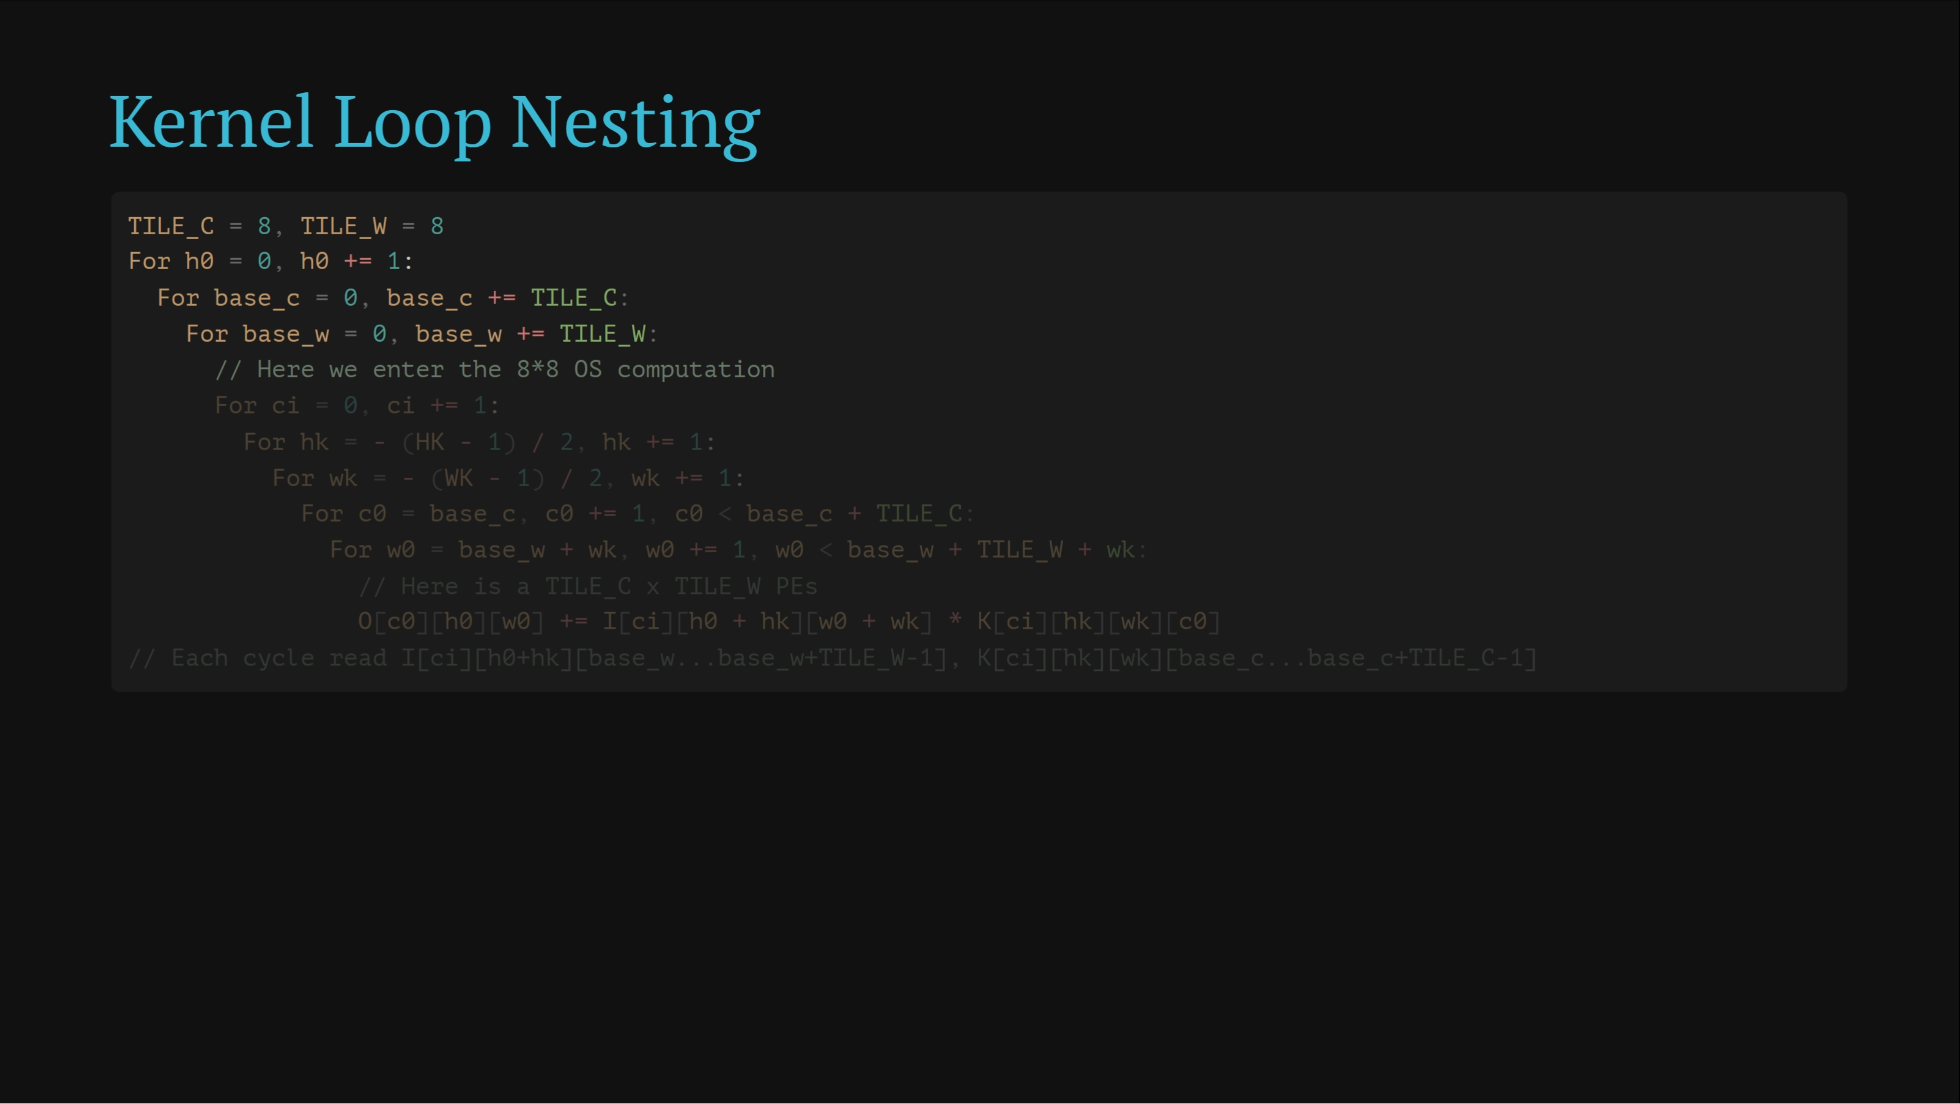 Kernel Loop Nesting
TILE_C = 8, TILE_W = 8
For h0 = 0, h0 += 1:
  For base_c = 0, base_c += TILE_C:
    For base_w = 0, base_w += TILE_W:
      // Here we enter the 8*8 OS computation
      For ci = 0, ci += 1:
        For hk = - (HK - 1) / 2, hk += 1:
          For wk = - (WK - 1) / 2, wk += 1:
            For c0 = base_c, c0 += 1, c0 < base_c + TILE_C:
              For w0 = base_w + wk, w0 += 1, w0 < base_w + TILE_W + wk:
                // Here is a TILE_C x TILE_W PEs
                O[c0][h0][w0] += I[ci][h0 + hk][w0 + wk] * K[ci][hk][wk][c0]
// Each cycle read I[ci][h0+hk][base_w...base_w+TILE_W-1], K[ci][hk][wk][base_c...base_c+TILE_C-1]